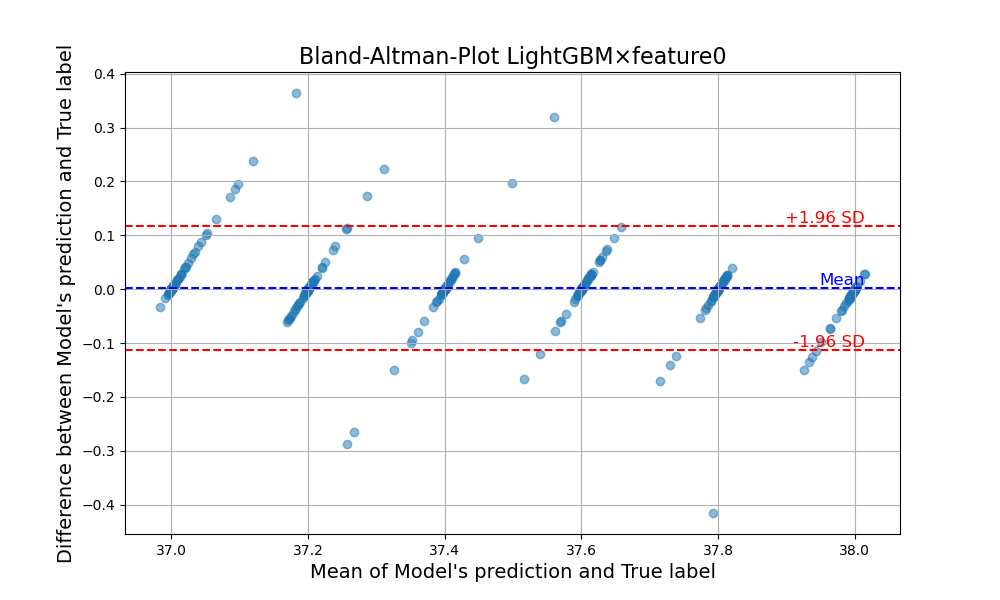 Bland-Altman-Plot LightGBM×feature0
Difference between Model's prediction and True label
0.4
0.3
0.2
0.1
0.0
−0.1
−0.2
−0.3
−0.4
+1.96 SD
Mean
-1.96 SD
37.0 37.2 37.4 37.6 37.8 38.0
Mean of Model's prediction and True label